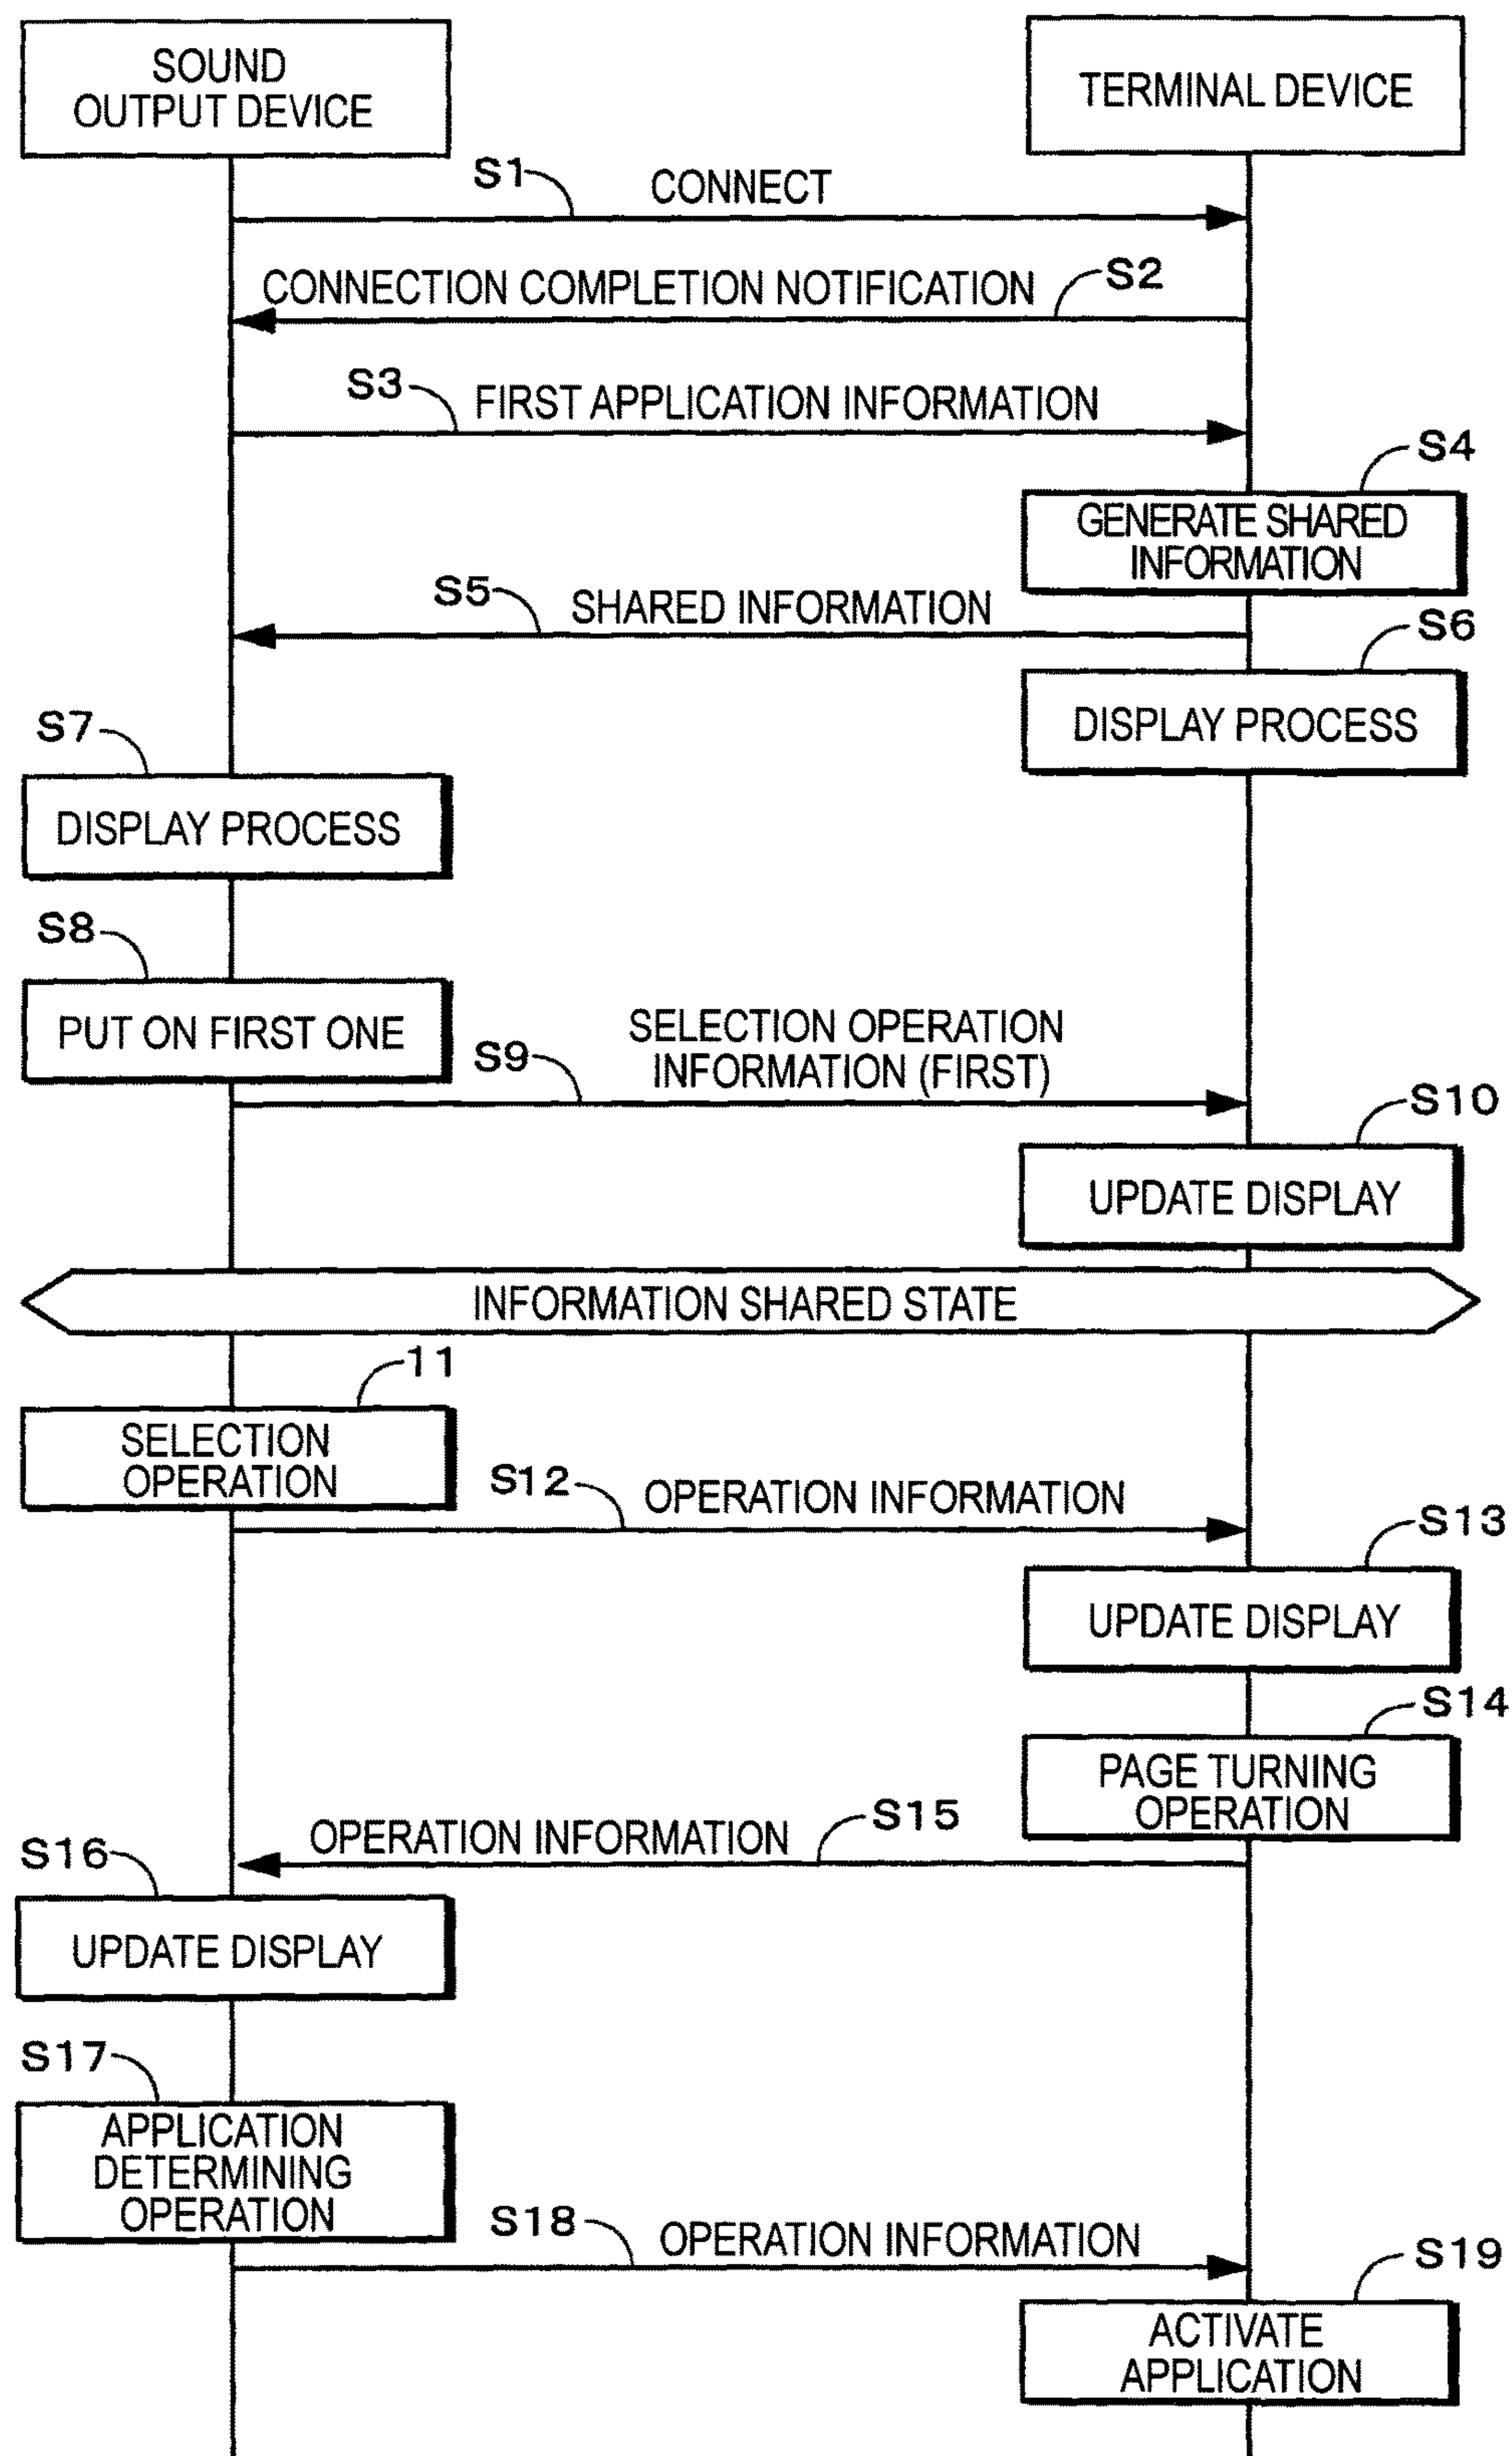 SOUND
OUTPUT DEVICE
TERMINAL DEVICE
S1
CONNECT
S2
CONNECTION COMPLETION NOTIFICATION
S3
FIRST APPLICATION INFORMATION
S4
GENERATE SHARED
INFORMATION
S5
SHARED INFORMATION
S6
DISPLAY PROCESS
S7
DISPLAY PROCESS
S8
PUT ON FIRST ONE
S9
SELECTION OPERATION
INFORMATION (FIRST)
S10
UPDATE DISPLAY
INFORMATION SHARED STATE
11
SELECTION
OPERATION
S12
OPERATION INFORMATION
S13
UPDATE DISPLAY
S14
PAGE TURNING
OPERATION
S15
OPERATION INFORMATION
S16
UPDATE DISPLAY
S17
APPLICATION
DETERMINING
OPERATION
S18
OPERATION INFORMATION
S19
ACTIVATE
APPLICATION